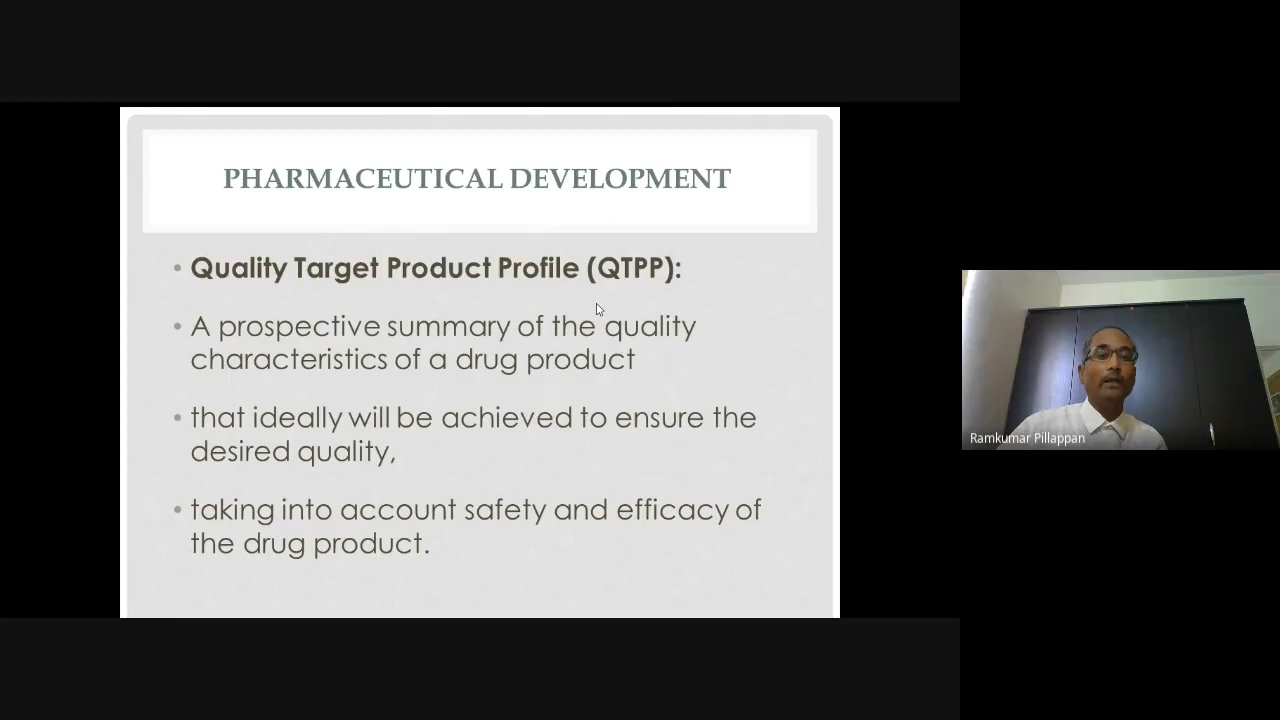 PHARMACEUTICAL DEVELOPMENT
• Quality Target Product Profile (QTPP):
• A prospective summary of the quality
characteristics of a drug product
• that ideally will be achieved to ensure the
desired quality,
• taking into account safety and efficacy of
the drug product.
Ramkumar Pillappan